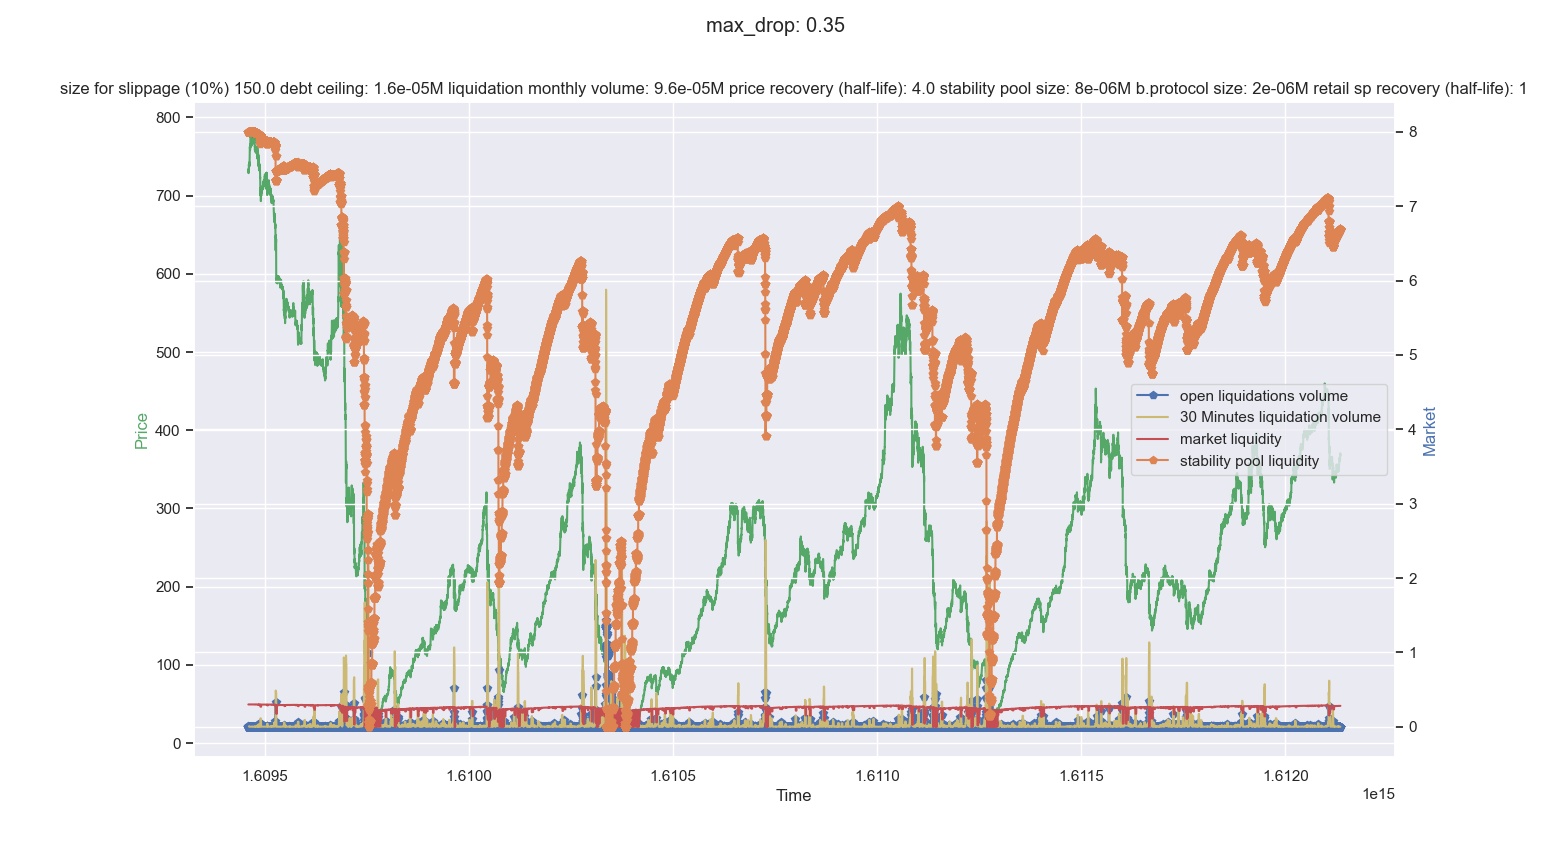 max_drop: 0.35
size for slippage (10%) 150.0 debt ceiling: 1.6e-05M liquidation monthly volume: 9.6e-05M price recovery (half-life): 4.0 stability pool size: 8e-06M b.protocol size: 2e-06M retail sp recovery (half-life): 1
800
700
600
500
400
300
200
100
0
Price
8
7
6
5
4
3
2
1
0
Market
open liquidations volume
30 Minutes liquidation volume
market liquidity
stability pool liquidity
1.6095
1.6100
1.6105
1.6110
1.6115
1.6120
Time
1e15